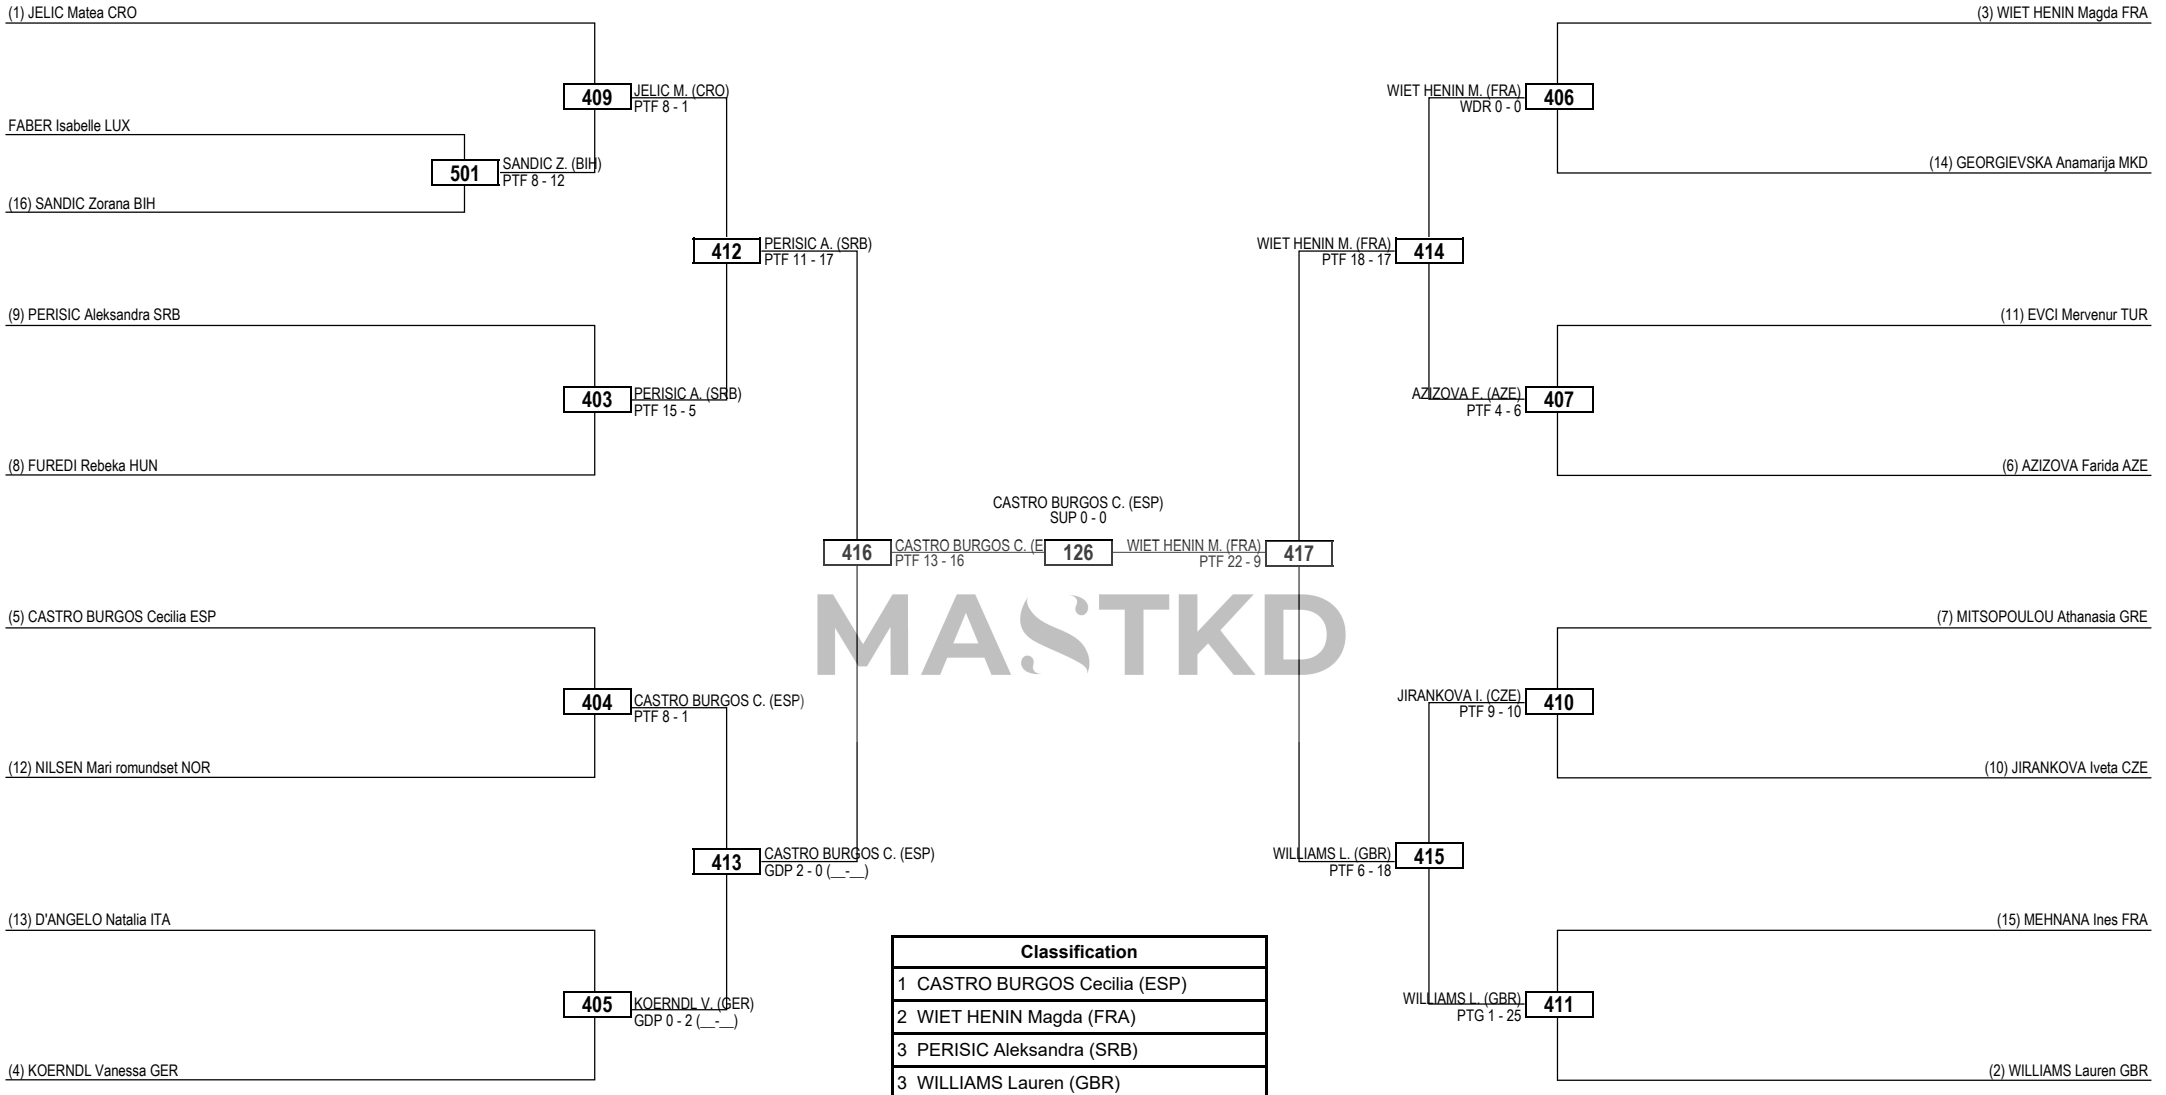 (1) JELIC Matea CRO
(3) WIET HENIN Magda FRA
409
JELIC M. (CRO)
PTF 8 - 1
WIET HENIN M. (FRA)
WDR 0 - 0
406
FABER Isabelle LUX
501
SANDIC Z. (BIH)
PTF 8 - 12
(14) GEORGIEVSKA Anamarija MKD
(16) SANDIC Zorana BIH
412
PERISIC A. (SRB)
PTF 11 - 17
WIET HENIN M. (FRA)
PTF 18 - 17
414
(9) PERISIC Aleksandra SRB
(11) EVCI Mervenur TUR
403
PERISIC A. (SRB)
PTF 15 - 5
AZIZOVA F. (AZE)
PTF 4 - 6
407
(8) FUREDI Rebeka HUN
(6) AZIZOVA Farida AZE
CASTRO BURGOS C. (ESP)
SUP 0 - 0
416
CASTRO BURGOS C. (E
PTF 13 - 16
126
WIET HENIN M. (FRA)
PTF 22 - 9
417
MASTKD
(5) CASTRO BURGOS Cecilia ESP
(7) MITSOPOULOU Athanasia GRE
404
CASTRO BURGOS C. (ESP)
PTF 8 - 1
JIRANKOVA I. (CZE)
PTF 9 - 10
410
(12) NILSEN Mari romundset NOR
(10) JIRANKOVA Iveta CZE
413
CASTRO BURGOS C. (ESP)
GDP 2 - 0 (__-__)
WILLIAMS L. (GBR)
PTF 6 - 18
415
(13) D'ANGELO Natalia ITA
(15) MEHNANA Ines FRA
405
KOERNDL V. (GER)
GDP 0 - 2 (__-__)
WILLIAMS L. (GBR)
PTG 1 - 25
411
(4) KOERNDL Vanessa GER
(2) WILLIAMS Lauren GBR
Classification
1 CASTRO BURGOS Cecilia (ESP)
2 WIET HENIN Magda (FRA)
3 PERISIC Aleksandra (SRB)
3 WILLIAMS Lauren (GBR)